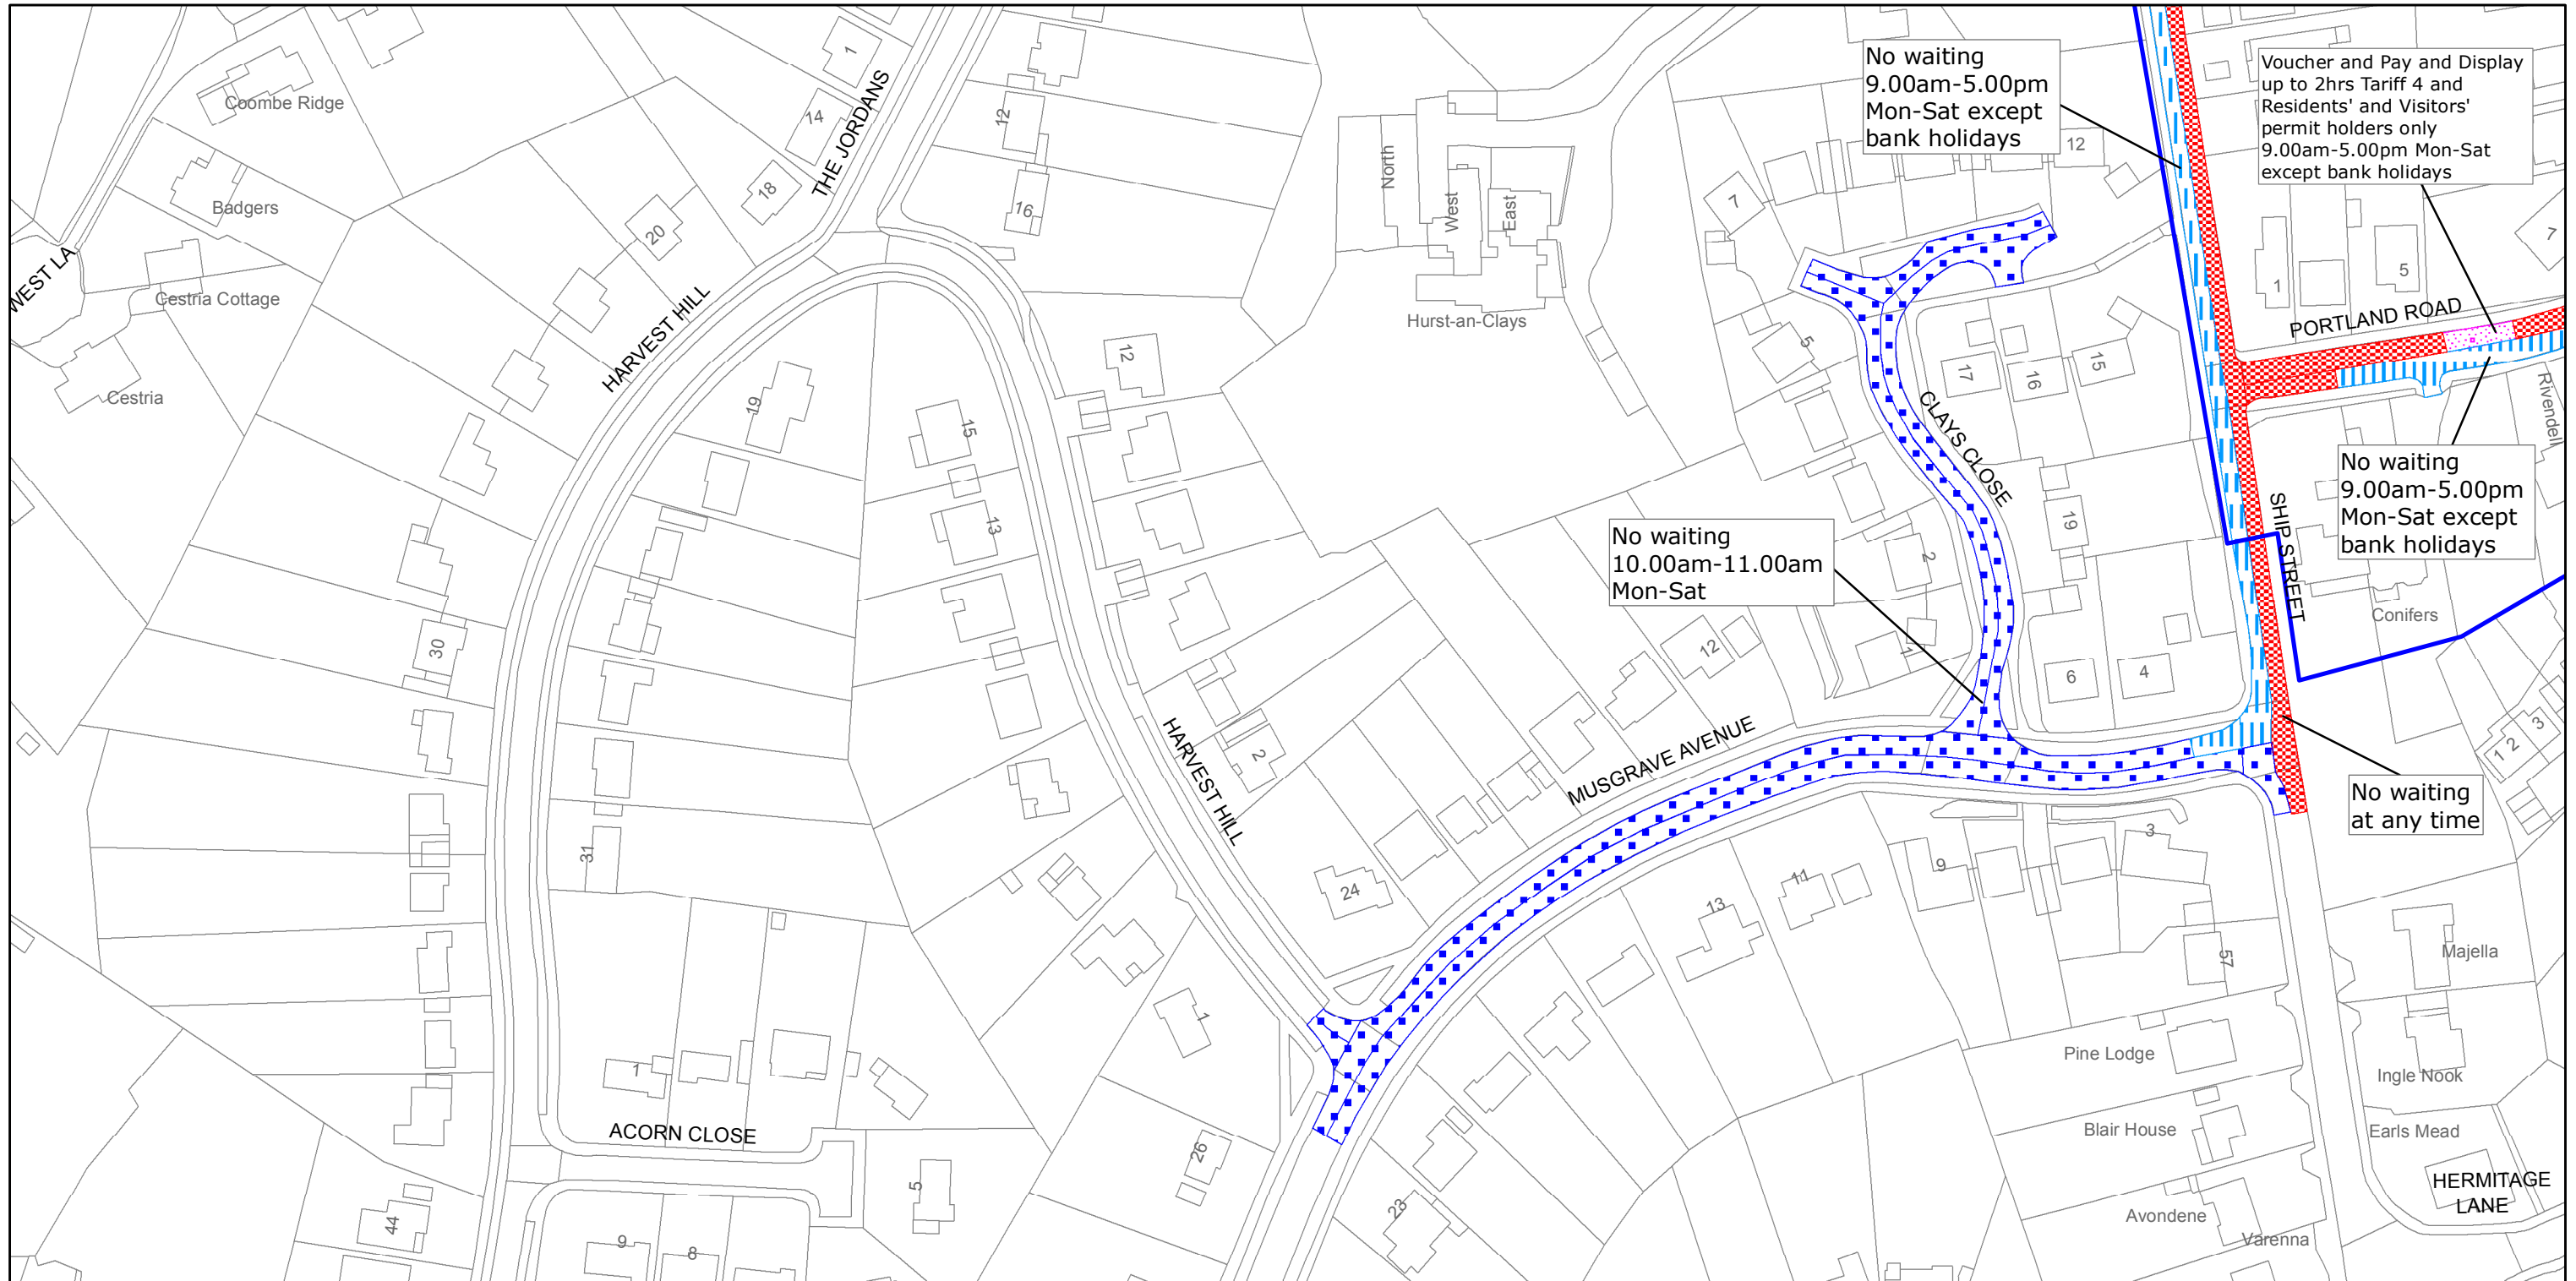 No waiting
9.00am-5.00pm
Mon-Sat except
bank holidays
Voucher and Pay and Display
up to 2hrs Tariff 4 and
Residents' and Visitors'
permit holders only
9.00am-5.00pm Mon-Sat
except bank holidays
Coombe Ridge
1
14
THE JORDANS
18
12
16
Badgers
20
WEST LA
Cestria Cottage
HARVEST HILL
Cestria
North
West
East
Hurst-an-Clays
7
12
1
5
7
PORTLAND ROAD
5
17
16
15
CLAYS CLOSE
Rivendell
12
19
15
13
No waiting
9.00am-5.00pm
Mon-Sat except
bank holidays
No waiting
10.00am-11.00am
Mon-Sat
2
19
SHIP STREET
Conifers
30
12
1
6
4
HARVEST HILL
2
MUSGRAVE AVENUE
1
2
3
No waiting
at any time
31
24
13
11
9
3
57
Majella
1
1
Pine Lodge
Ingle Nook
ACORN CLOSE
26
Blair House
Earls Mead
5
44
23
HERMITAGE
LANE
Avondene
9
8
Varenna